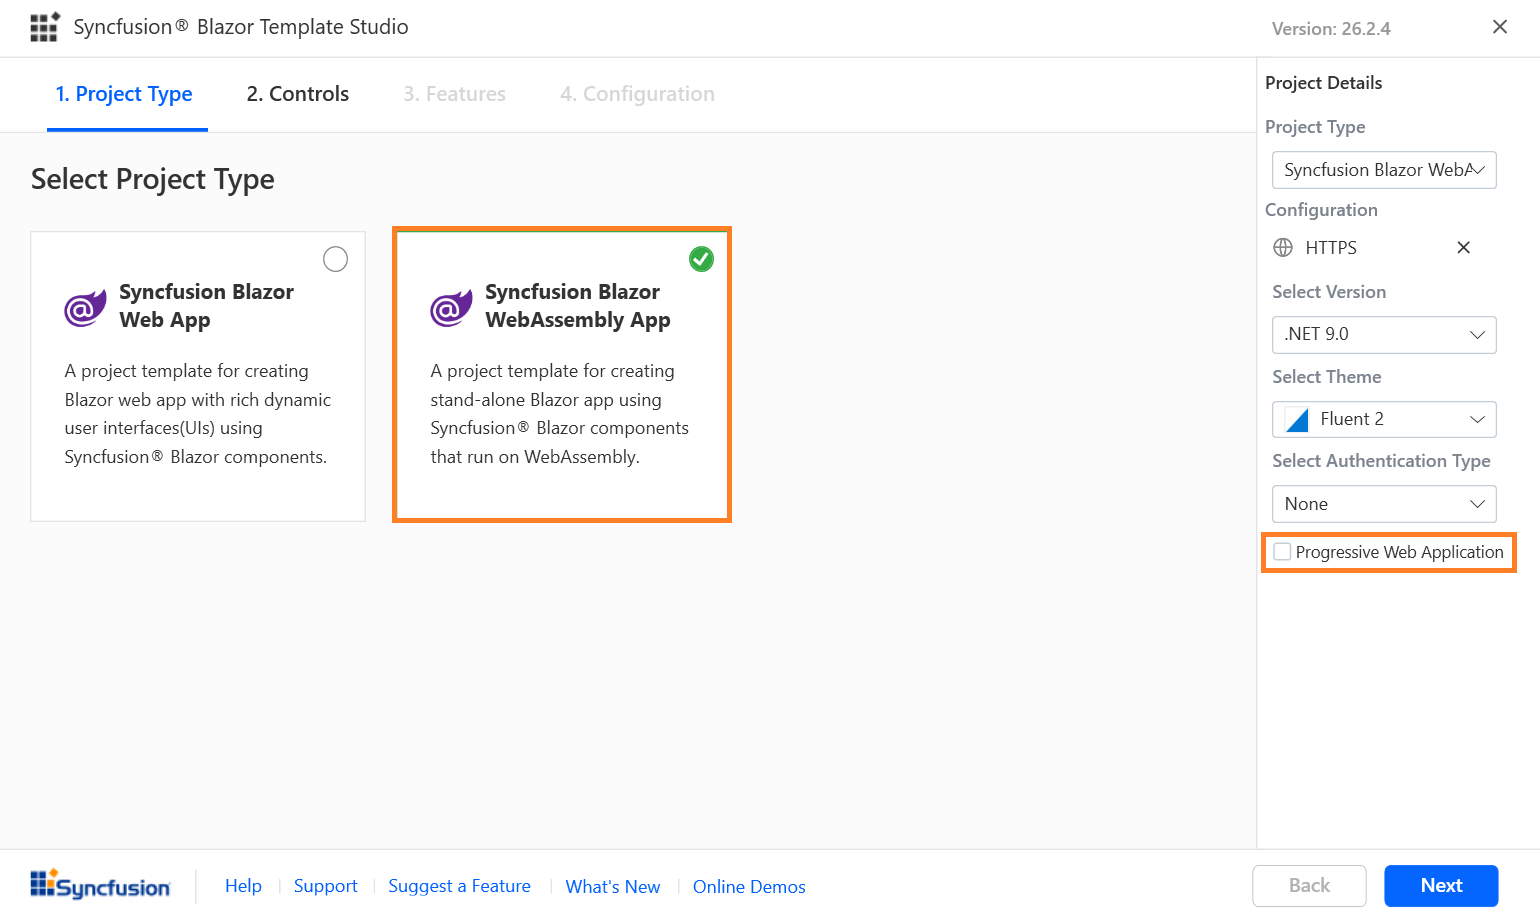 Syncfusion® Blazor Template Studio
Version: 26.2.4
1. Project Type
2. Controls
3. Features
4. Configuration
Select Project Type
Syncfusion Blazor
Web App
A project template for creating
Blazor web app with rich dynamic
user interfaces(UIs) using
Syncfusion® Blazor components.
Syncfusion Blazor
WebAssembly App
A project template for creating
stand-alone Blazor app using
Syncfusion® Blazor components
that run on WebAssembly.
Project Details
Project Type
Syncfusion Blazor WebA
Configuration
HTTPS
Select Version
.NET 9.0
Select Theme
Fluent 2
Select Authentication Type
None
Progressive Web Application
Syncfusion
Help
Support
Suggest a Feature
What's New
Online Demos
Back
Next